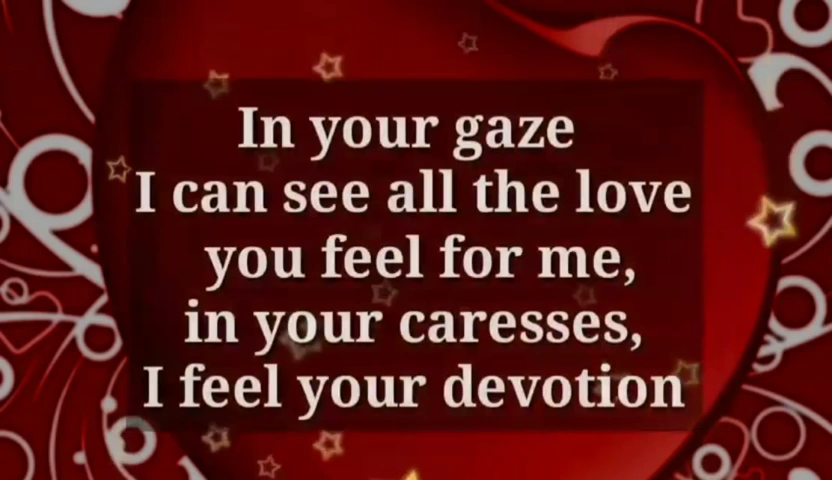 In your gaze
I can see all the love
you feel for me,
in your caresses,
I feel your devotion